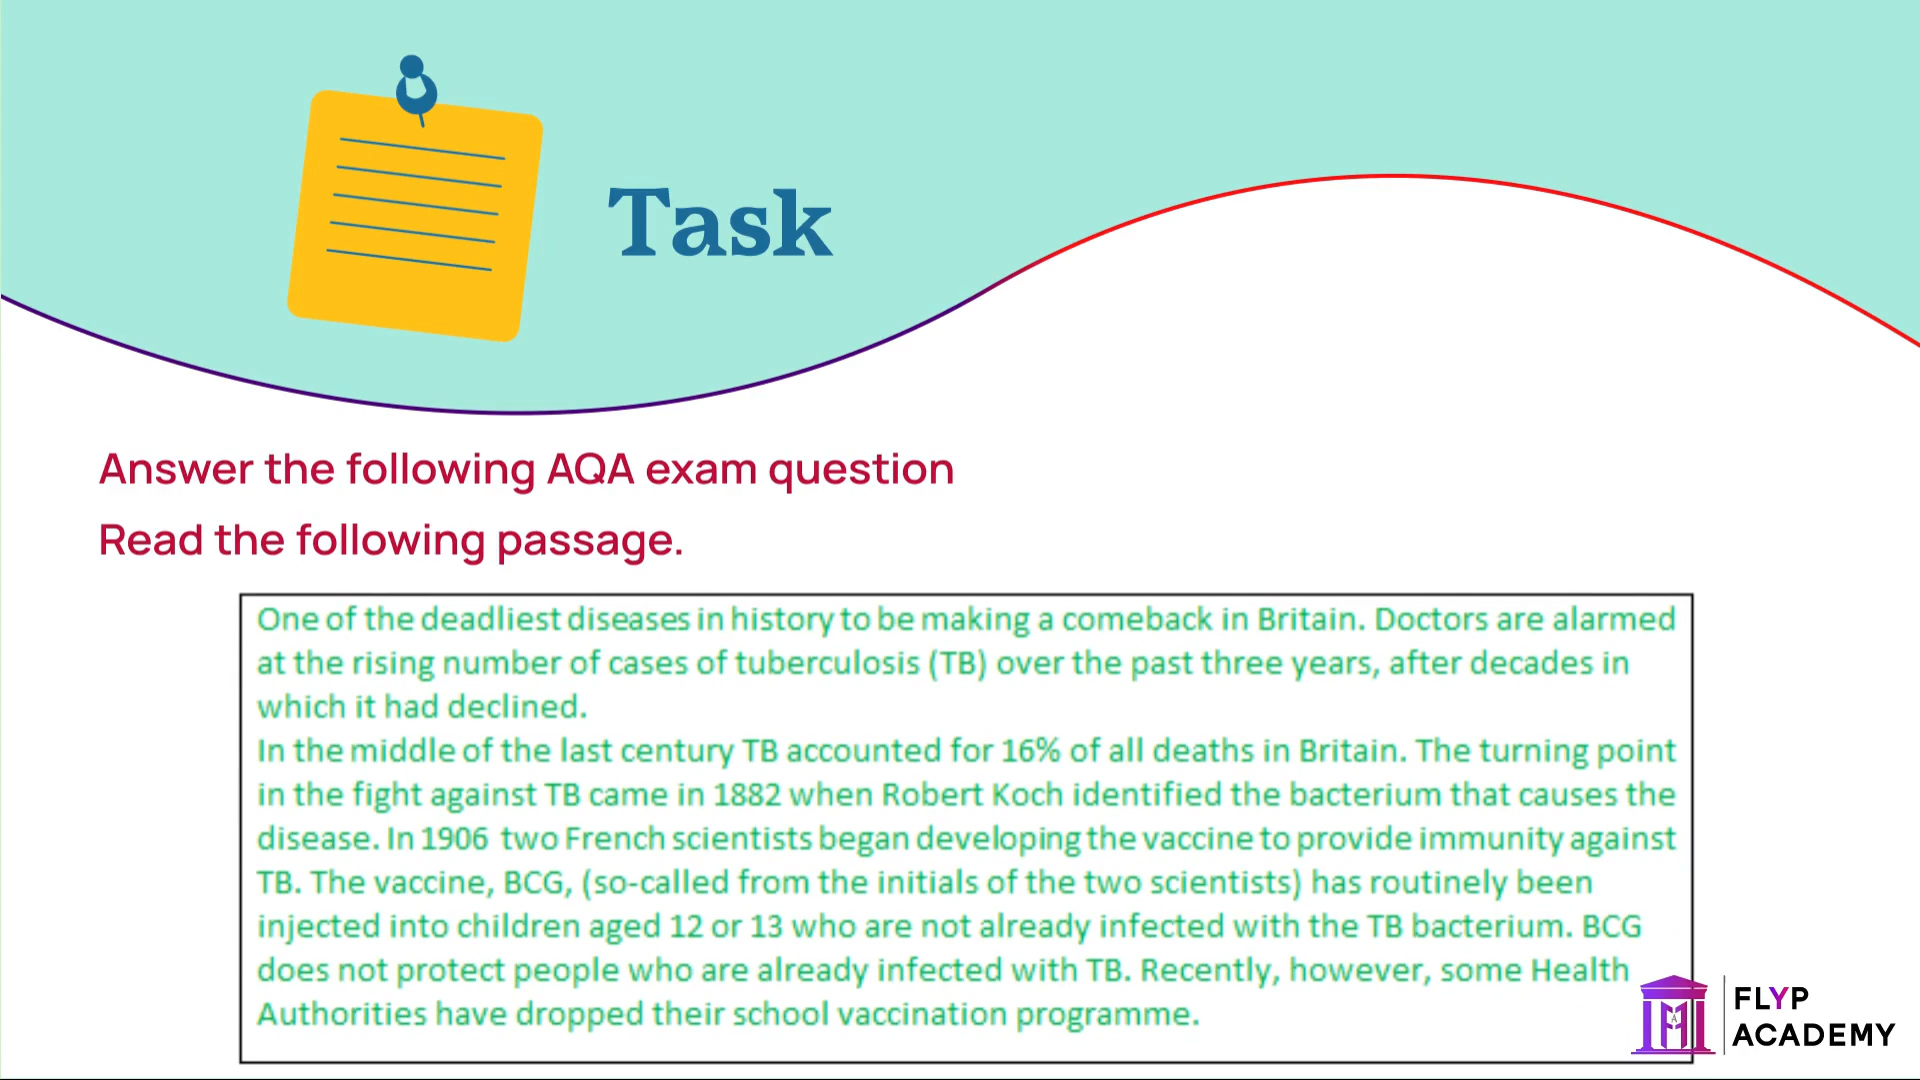 Task
Answer the following AQA exam question
Read the following passage.
One of the deadliest diseases in history to be making a comeback in Britain. Doctors are alarmed
at the rising number of cases of tuberculosis (TB) over the past three years, after decades in
which it had declined.
In the middle of the last century TB accounted for 16% of all deaths in Britain. The turning point
in the fight against TB came in 1882 when Robert Koch identified the bacterium that causes the
disease. In 1906 two French scientists began developing the vaccine to provide immunity against
TB. The vaccine, BCG, (so-called from the initials of the two scientists) has routinely been
injected into children aged 12 or 13 who are not already infected with the TB bacterium. BCG
does not protect people who are already infected with TB. Recently, however, some Health
Authorities have dropped their school vaccination programme.
FLYP
ACADEMY